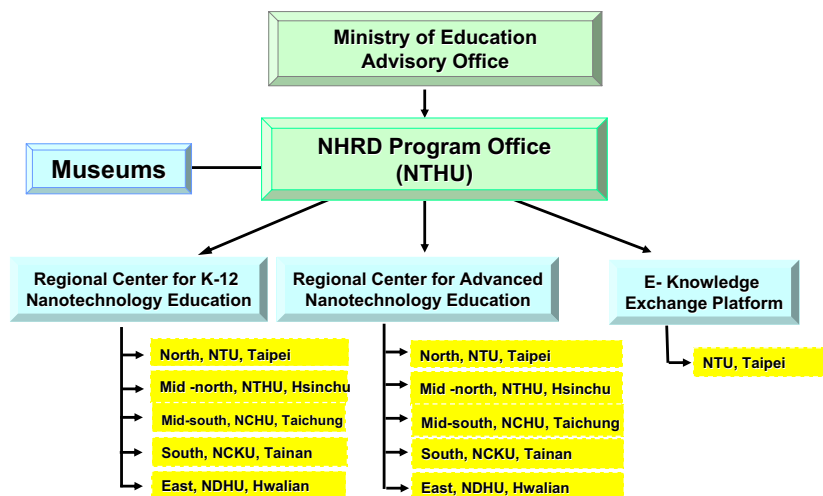 Ministry of Education
Advisory Office
NHRD Program Office
(NTHU)
Museums
Regional Center for K-12
Nanotechnology Education
North, NTU, Taipei
Mid -north, NTHU, Hsinchu
Mid-south, NCHU, Taichung
South, NCKU, Tainan
East, NDHU, Hwalian
Regional Center for Advanced
Nanotechnology Education
North, NTU, Taipei
Mid -north, NTHU, Hsinchu
Mid-south, NCHU, Taichung
South, NCKU, Tainan
East, NDHU, Hwalian
E- Knowledge
Exchange Platform
NTU, Taipei